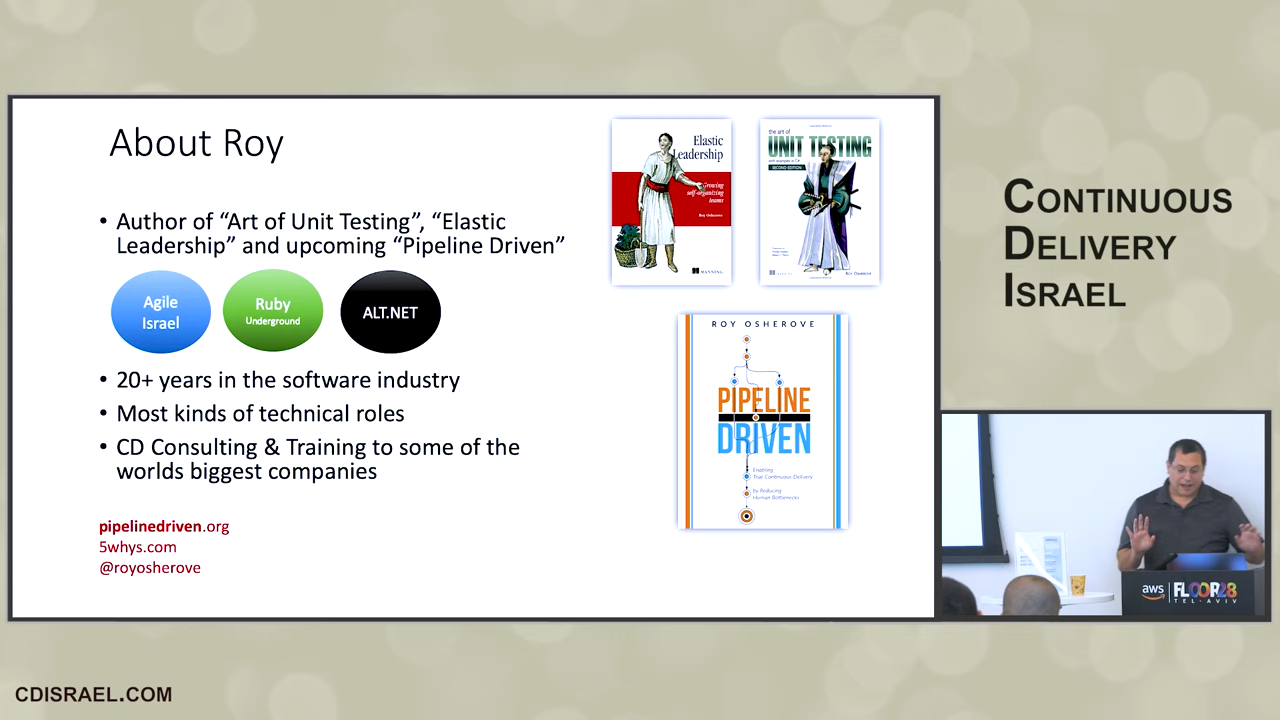 About Roy
• Author of “Art of Unit Testing”, “Elastic
Leadership” and upcoming “Pipeline Driven”
Agile
Israel
Ruby
Underground
ALT.NET
• 20+ years in the software industry
• Most kinds of technical roles
• CD Consulting & Training to some of the
worlds biggest companies
pipelinedriven.org
5whys.com
@royosherove
Elastic
Leadership
Growing
self-organizing
teams
Roy Osherove
MANNING
the art of
UNIT TESTING
with examples in C#
SECOND EDITION
MANNING
ROY OSHEROVE
ROY OSHEROVE
PIPELINE
DRIVEN
Enabling
True Continuous Delivery
by Reducing
Human Bottlenecks
CONTINUOUS
DELIVERY
ISRAEL
aws
FLOOR28
TEL·AVIV
CDISRAEL.COM